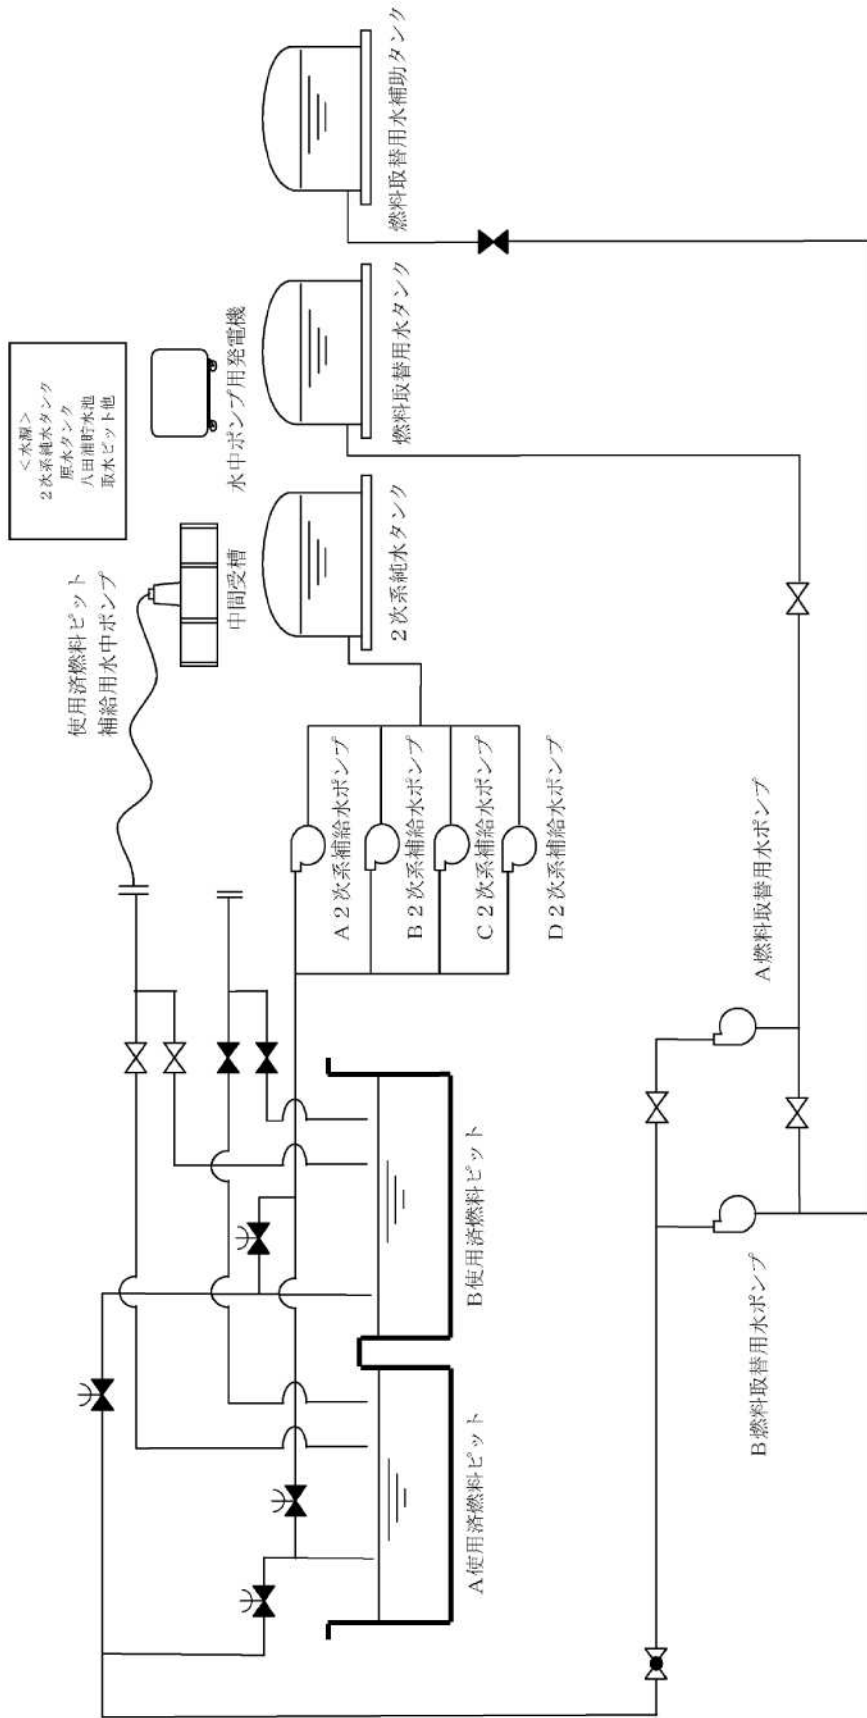 <水源>
2次系純水タンク
原水タンク
八田浦貯水池
取水ピット他
使用済燃料ピット
補給用水中ポンプ
中間受槽
水中ポンプ用発電機
2次系純水タンク
燃料取替用水タンク
燃料取替用水補助タンク
A2次系補給水ポンプ
B2次系補給水ポンプ
C2次系補給水ポンプ
D2次系補給水ポンプ
A使用済燃料ピット
B使用済燃料ピット
A燃料取替用水ポンプ
B燃料取替用水ポンプ